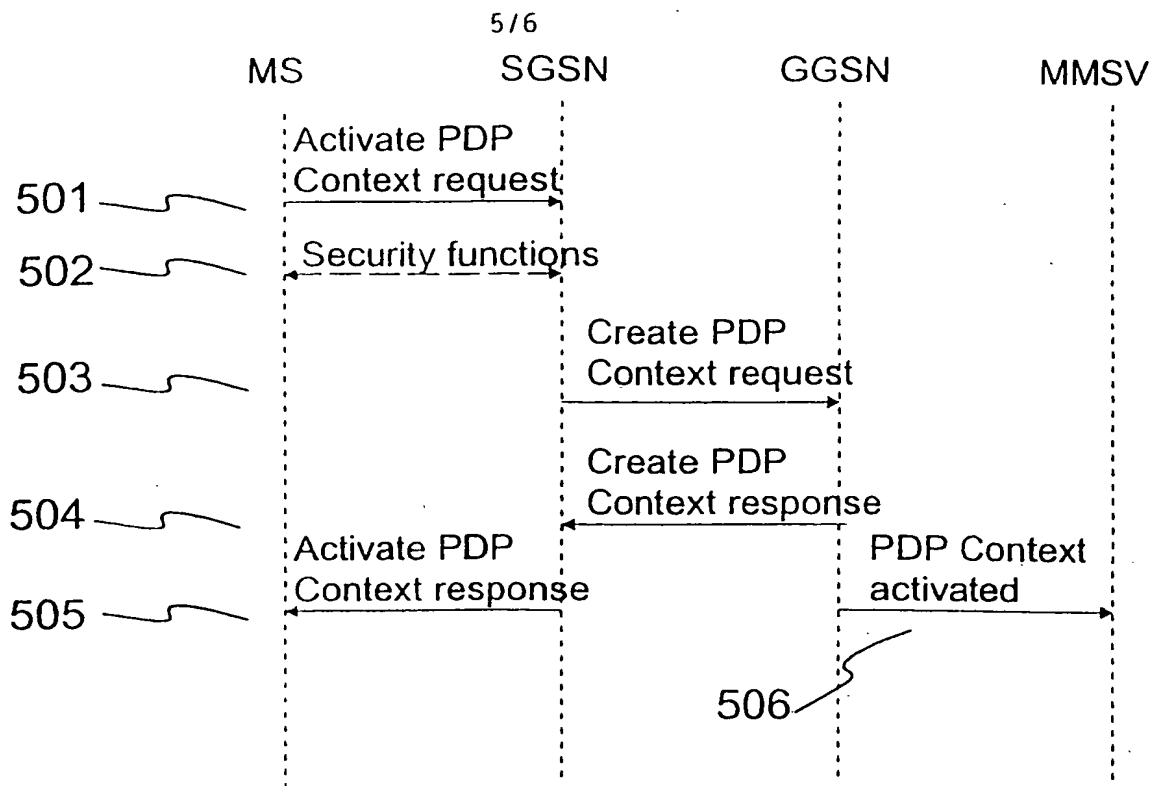 5/6
MS SGSN GGSN MMSV
Activate PDP
Context request
501
Security functions
502
Create PDP
Context request
503
Create PDP
Context response
504
Activate PDP
Context response
PDP Context
activated
505
506